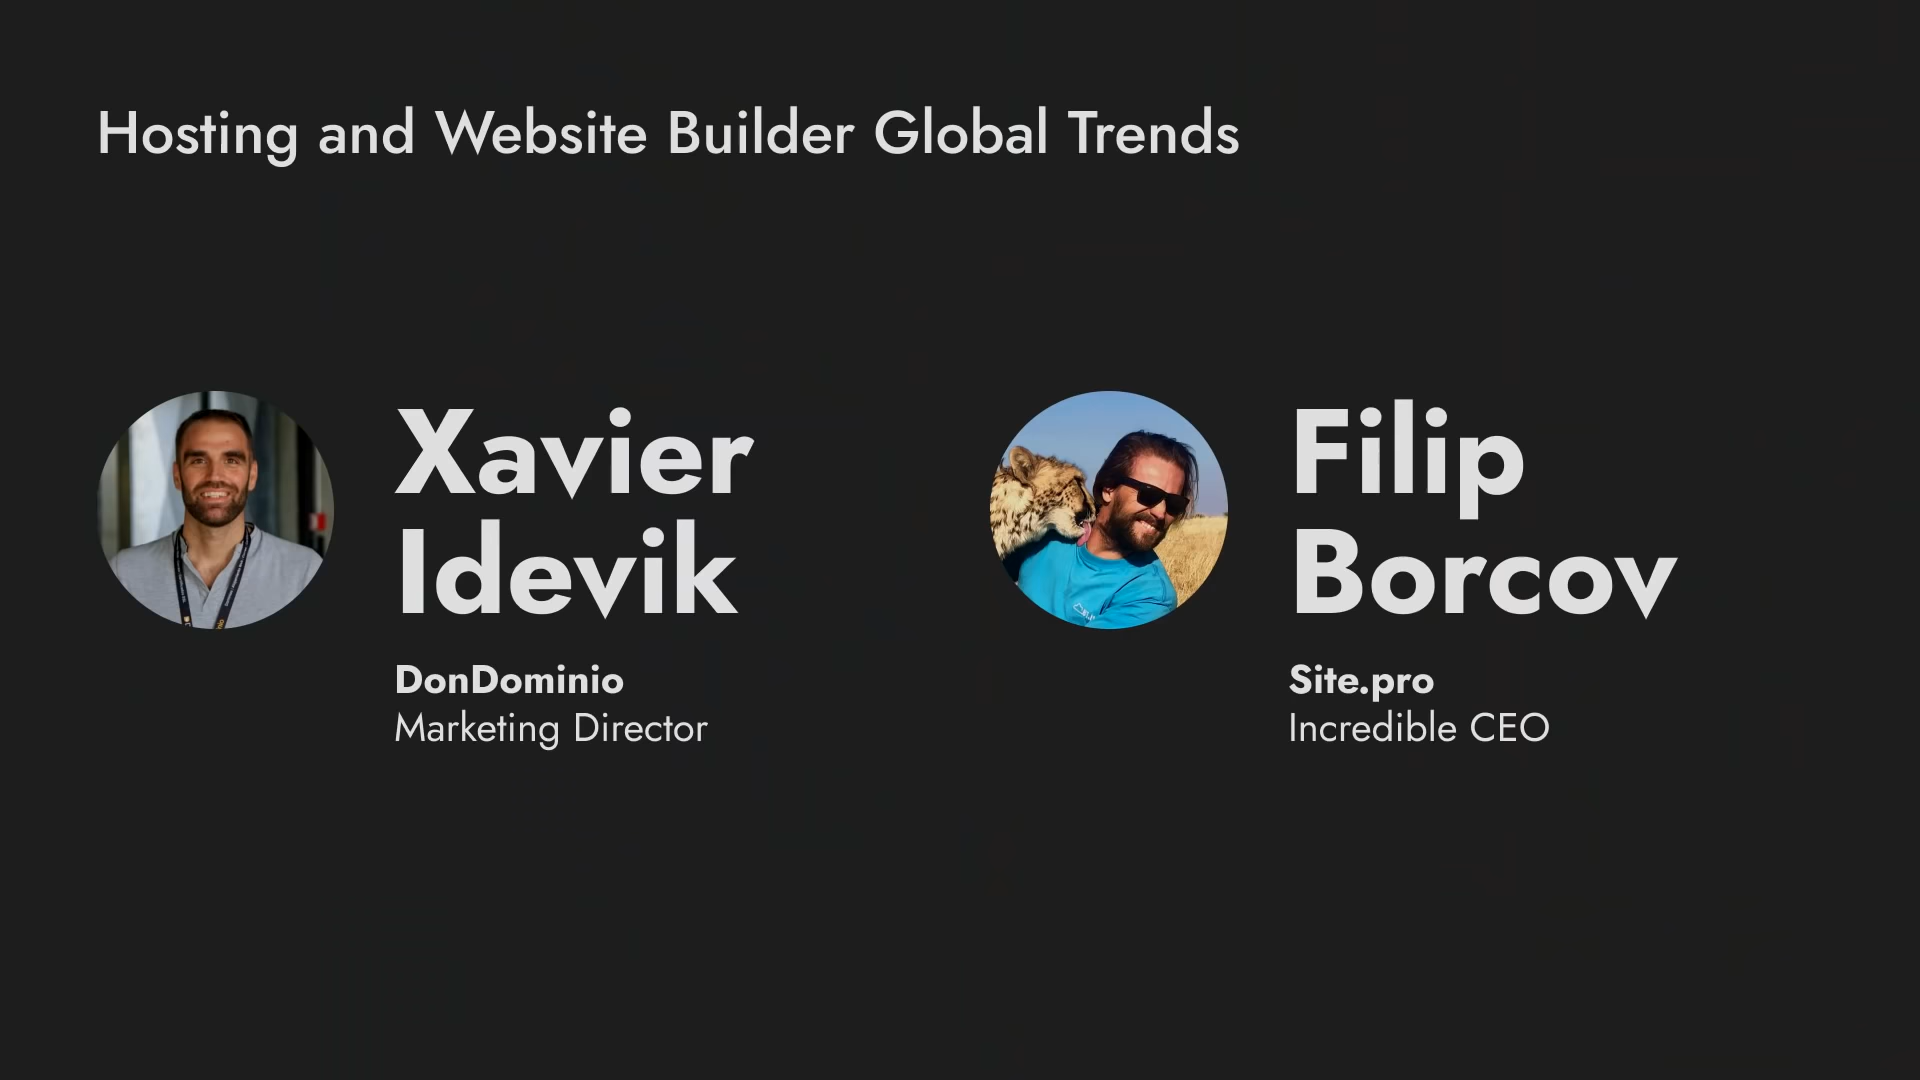 Hosting and Website Builder Global Trends
Xavier
Idevik
DonDominio
Marketing Director
Filip
Borcov
Site.pro
Incredible CEO